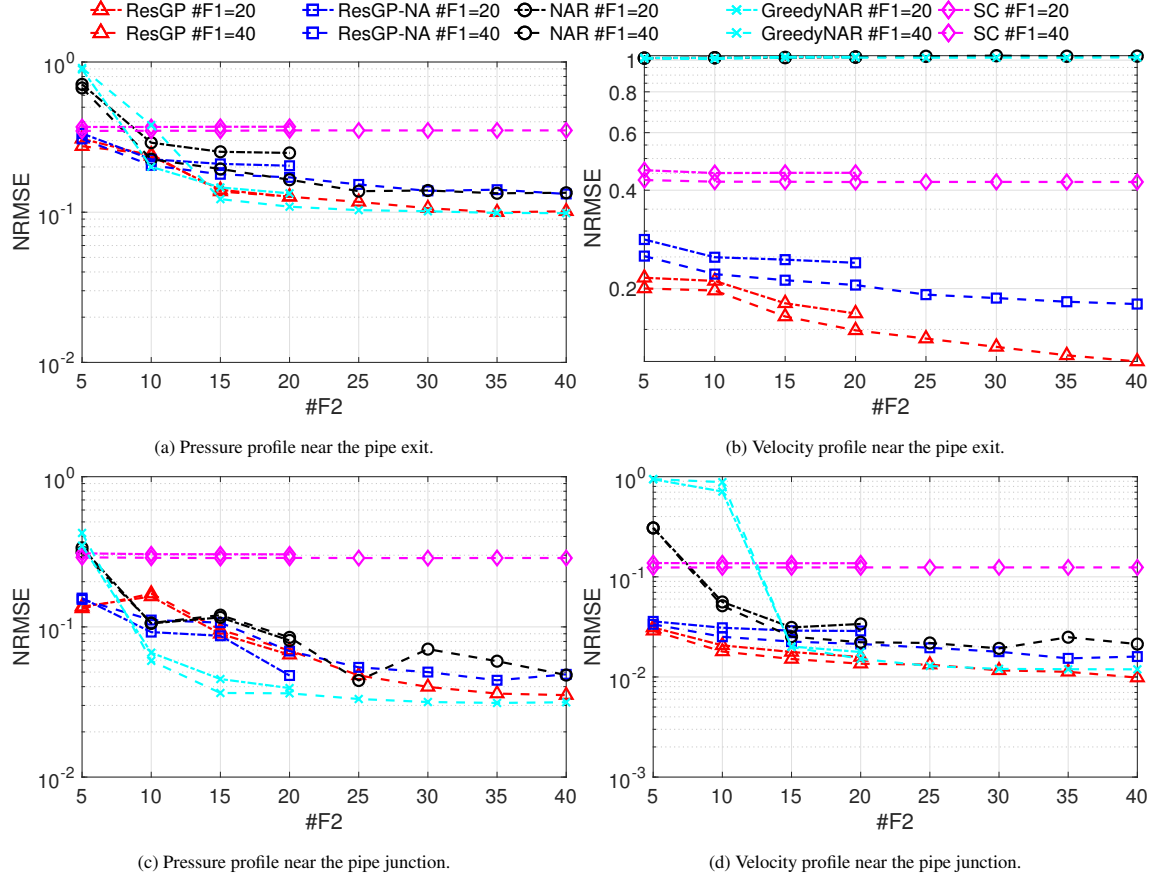 ResGP #F1=20 ResGP-NA #F1=20 NAR #F1=20 GreedyNAR #F1=20 SC #F1=20
ResGP #F1=40 ResGP-NA #F1=40 NAR #F1=40 GreedyNAR #F1=40 SC #F1=40
NRMSE
10^0
10^-1
10^-2
5 10 15 20 25 30 35 40
#F2
(a) Pressure profile near the pipe exit.
NRMSE
1
0.8
0.6
0.4
0.2
5 10 15 20 25 30 35 40
#F2
(b) Velocity profile near the pipe exit.
NRMSE
10^0
10^-1
10^-2
5 10 15 20 25 30 35 40
#F2
(c) Pressure profile near the pipe junction.
NRMSE
10^0
10^-1
10^-2
10^-3
5 10 15 20 25 30 35 40
#F2
(d) Velocity profile near the pipe junction.